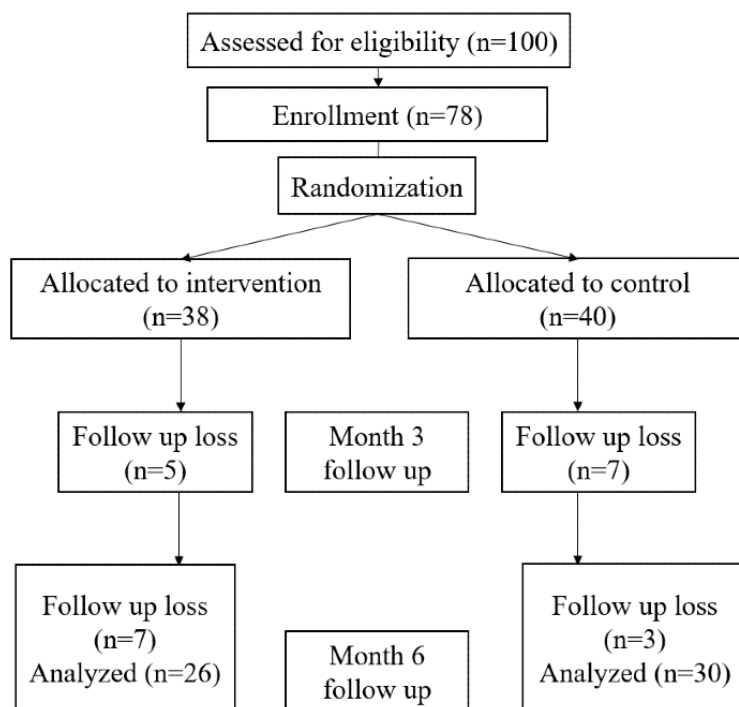 Assessed for eligibility (n=100)
Enrollment (n=78)
Randomization
Allocated to intervention
(n=38)
Allocated to control
(n=40)
Follow up loss
(n=5)
Month 3
follow up
Follow up loss
(n=7)
Follow up loss
(n=7)
Analyzed (n=26)
Month 6
follow up
Follow up loss
(n=3)
Analyzed (n=30)